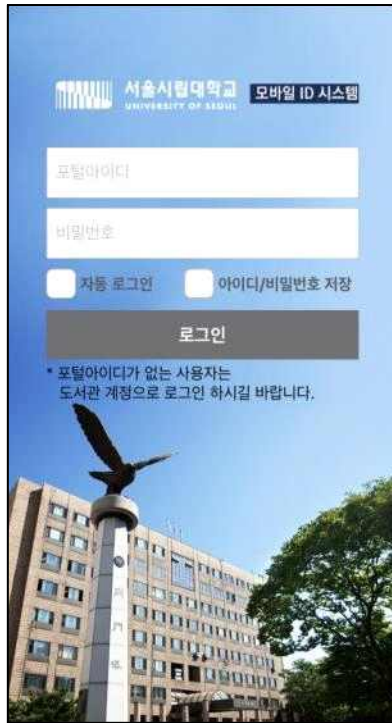 서울시립대학교 모바일 ID 시스템
UNIVERSITY OF SEOUL
포털아이디
비밀번호
자동 로그인 아이디/비밀번호 저장
로그인
* 포털아이디가 없는 사용자는
도서관 계정으로 로그인 하시길 바랍니다.